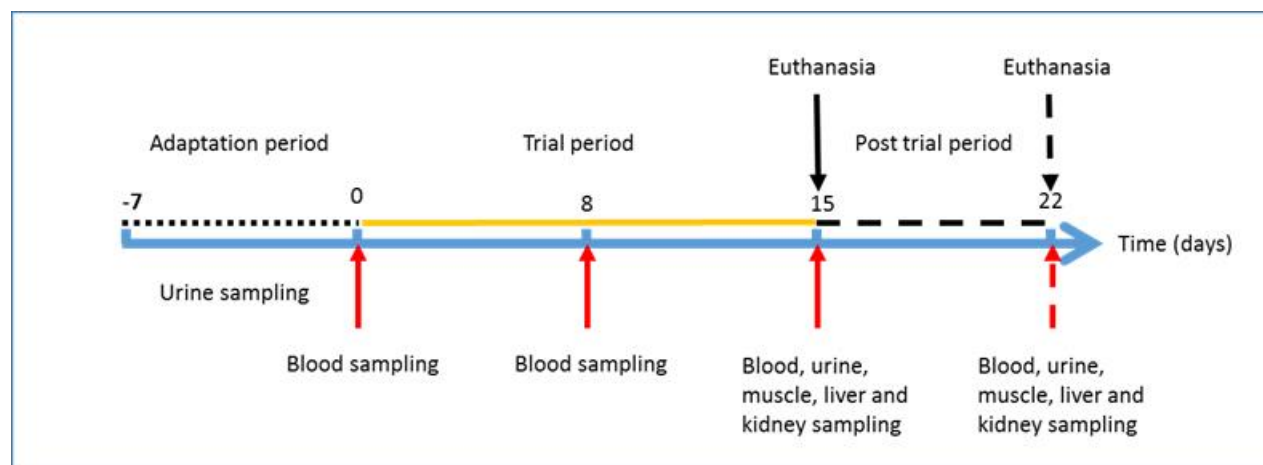 Euthanasia
Euthanasia
Adaptation period
Trial period
Post trial period
-7
0
8
15
22
Time (days)
Urine sampling
Blood sampling
Blood sampling
Blood, urine,
muscle, liver and
kidney sampling
Blood, urine,
muscle, liver and
kidney sampling